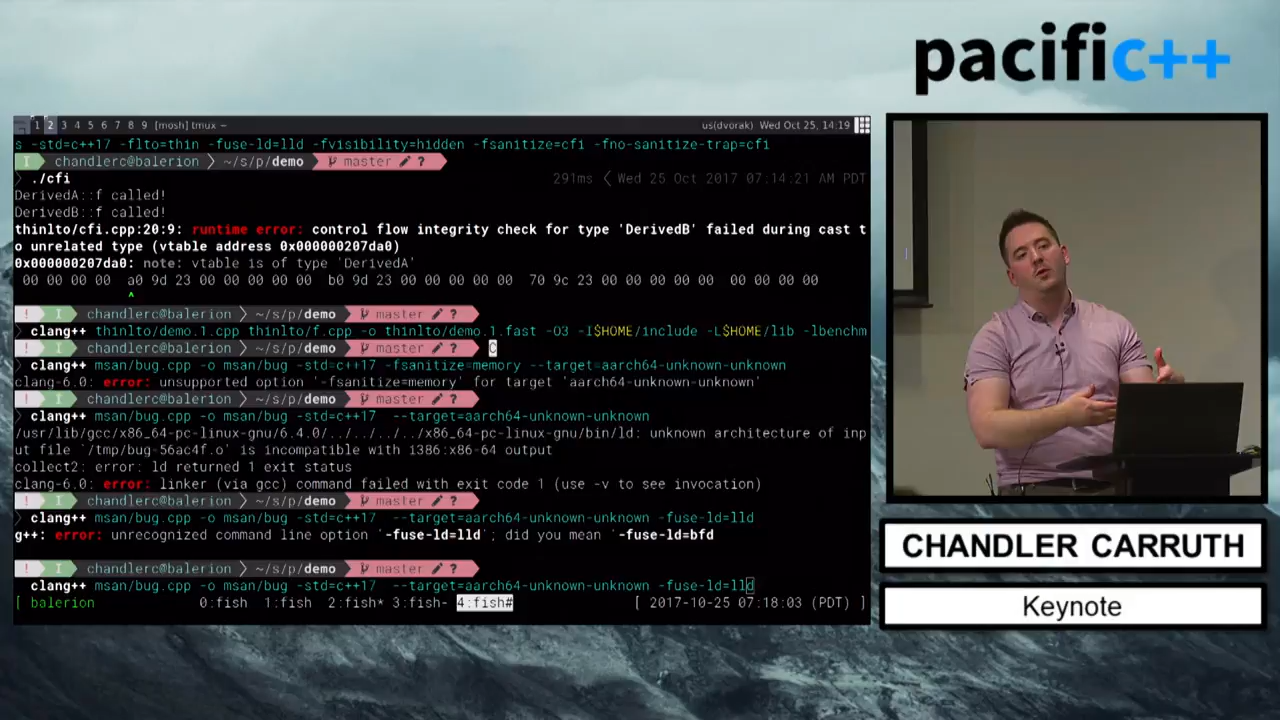 pacific++
1 2 3 4 5 6 7 8 9 [mosh] tmux ~ us(dvorak) Wed Oct 25, 14:19
s -std=c++17 -flto=thin -fuse-ld=lld -fvisibility=hidden -fsanitize=cfi -fno-sanitize-trap=cfi
I chandlerc@balerion ~/s/p/demo master ?
./cfi 291ms < Wed 25 Oct 2017 07:14:21 AM PDT
DerivedA::f called!
DerivedB::f called!
thinlto/cfi.cpp:20:9: runtime error: control flow integrity check for type 'DerivedB' failed during cast t
o unrelated type (vtable address 0x000000207da0)
0x000000207da0: note: vtable is of type 'DerivedA'
00 00 00 00 a0 9d 23 00 00 00 00 00 b0 9d 23 00 00 00 00 00 70 9c 23 00 00 00 00 00 00 00 00 00
^
! I chandlerc@balerion ~/s/p/demo master ?
clang++ thinlto/demo.1.cpp thinlto/f.cpp -o thinlto/demo.1.fast -O3 -I$HOME/include -L$HOME/lib -lbenchm
! I chandlerc@balerion ~/s/p/demo master ? C
clang++ msan/bug.cpp -o msan/bug -std=c++17 -fsanitize=memory --target=aarch64-unknown-unknown
clang-6.0: error: unsupported option '-fsanitize=memory' for target 'aarch64-unknown-unknown'
! I chandlerc@balerion ~/s/p/demo master ?
clang++ msan/bug.cpp -o msan/bug -std=c++17 --target=aarch64-unknown-unknown
/usr/lib/gcc/x86_64-pc-linux-gnu/6.4.0/../../../../x86_64-pc-linux-gnu/bin/ld: unknown architecture of inp
ut file `/tmp/bug-56ac4f.o' is incompatible with i386:x86-64 output
collect2: error: ld returned 1 exit status
clang-6.0: error: linker (via gcc) command failed with exit code 1 (use -v to see invocation)
! I chandlerc@balerion ~/s/p/demo master ?
clang++ msan/bug.cpp -o msan/bug -std=c++17 --target=aarch64-unknown-unknown -fuse-ld=lld
g++: error: unrecognized command line option '-fuse-ld=lld'; did you mean '-fuse-ld=bfd
! I chandlerc@balerion ~/s/p/demo master ?
clang++ msan/bug.cpp -o msan/bug -std=c++17 --target=aarch64-unknown-unknown -fuse-ld=lld
[ balerion 0:fish 1:fish 2:fish* 3:fish- 4:fish# [ 2017-10-25 07:18:03 (PDT) ]
CHANDLER CARRUTH
Keynote